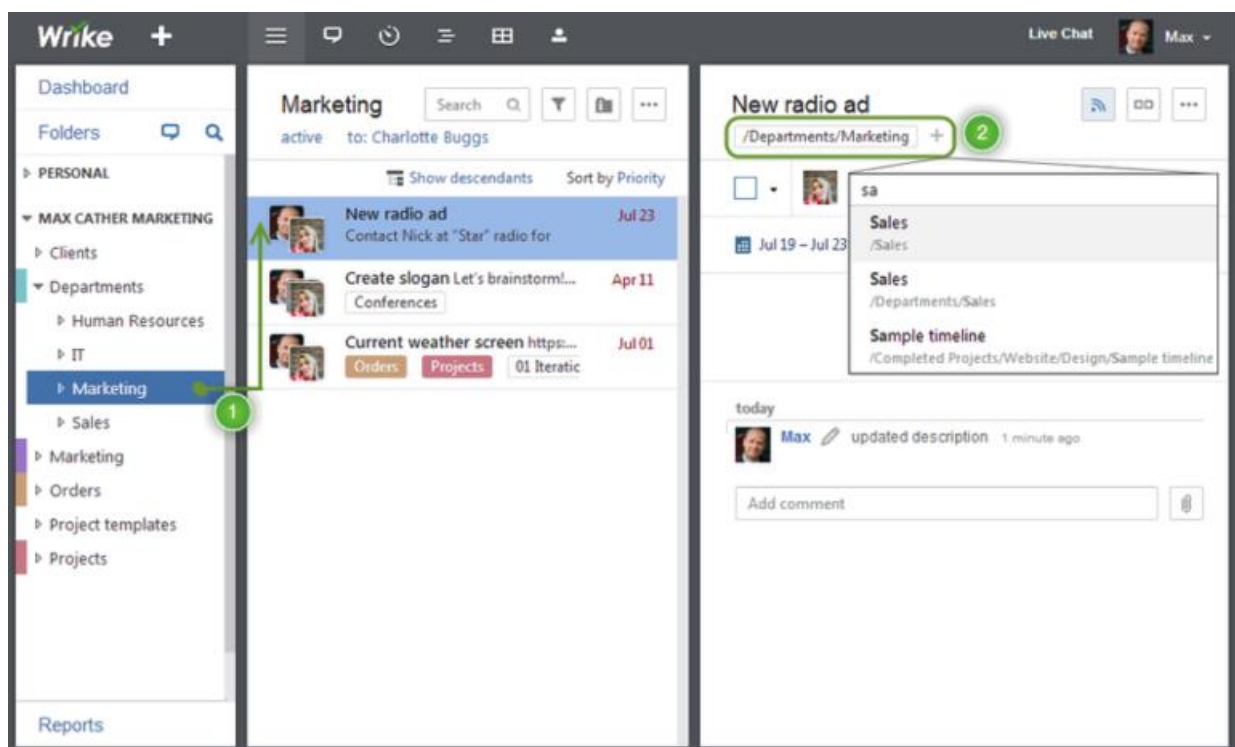 Wrike +
Live Chat Max
Dashboard
Folders
PERSONAL
MAX CATHER MARKETING
Clients
Departments
Human Resources
IT
Marketing
Sales
Marketing
Orders
Project templates
Projects
Reports
1
Marketing
Search
active to: Charlotte Buggs
Show descendants Sort by Priority
New radio ad Jul 23
Contact Nick at "Star" radio for
Create slogan Let's brainstorm!... Apr 11
Conferences
Current weather screen https:... Jul 01
Orders Projects 01 Iteratic
New radio ad
/Departments/Marketing + 2
sa
Jul 19 – Jul 23
Sales
/Sales
Sales
/Departments/Sales
Sample timeline
/Completed Projects/Website/Design/Sample timeline
today
Max updated description 1 minute ago
Add comment